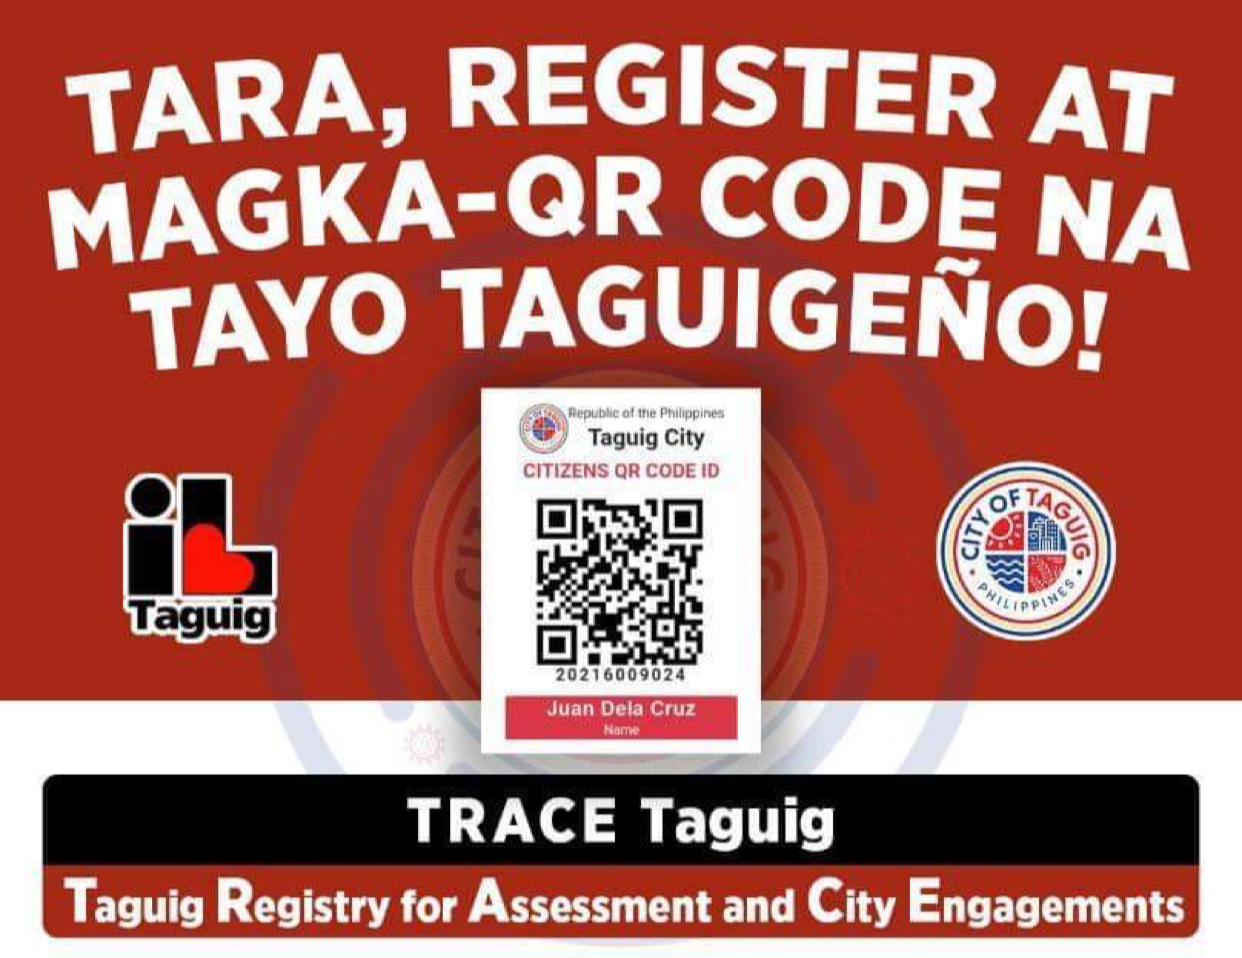 TARA, REGISTER AT
MAGKA-QR CODE NA
TAYO TAGUIGEÑO!
Republic of the Philippines
Taguig City
CITIZENS QR CODE ID
20216009024
Juan Dela Cruz
Name
iL
Taguig
CITY OF TAGUIG
PHILIPPINES
TRACE Taguig
Taguig Registry for Assessment and City Engagements